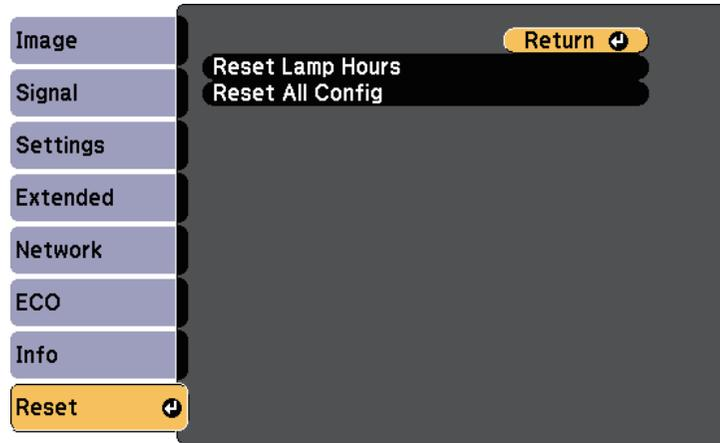 Image
Signal
Settings
Extended
Network
ECO
Info
Reset
Return
Reset Lamp Hours
Reset All Config